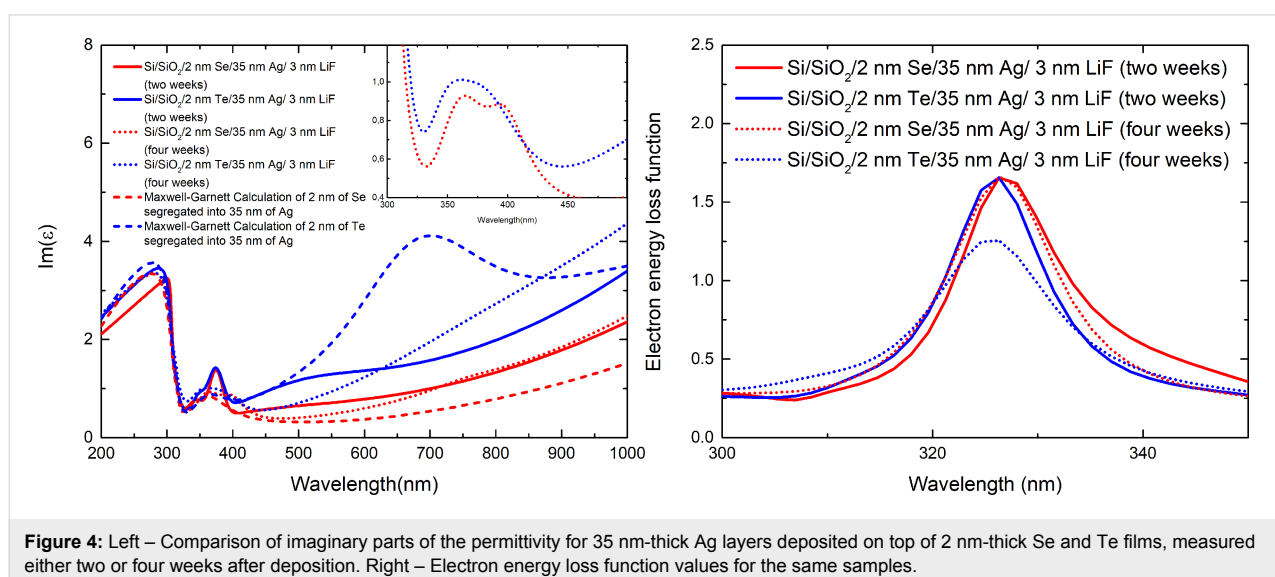 8
6
4
2
0
200 300 400 500 600 700 800 900 1000
Im(ε)
Wavelength(nm)
Si/SiO2/2 nm Se/35 nm Ag/ 3 nm LiF
(two weeks)
Si/SiO2/2 nm Te/35 nm Ag/ 3 nm LiF
(two weeks)
Si/SiO2/2 nm Se/35 nm Ag/ 3 nm LiF
(four weeks)
Si/SiO2/2 nm Te/35 nm Ag/ 3 nm LiF
(four weeks)
Maxwell-Garnett Calculation of 2 nm of Se
segregated into 35 nm of Ag
Maxwell-Garnett Calculation of 2 nm of Te
segregated into 35 nm of Ag
1,0
0,8
0,6
0,4
300 350 400 450
Wavelength(nm)
2.5
2.0
1.5
1.0
0.5
0.0
300 320 340
Electron energy loss function
Wavelength (nm)
Si/SiO2/2 nm Se/35 nm Ag/ 3 nm LiF (two weeks)
Si/SiO2/2 nm Te/35 nm Ag/ 3 nm LiF (two weeks)
Si/SiO2/2 nm Se/35 nm Ag/ 3 nm LiF (four weeks)
Si/SiO2/2 nm Te/35 nm Ag/ 3 nm LiF (four weeks)
Figure 4: Left – Comparison of imaginary parts of the permittivity for 35 nm-thick Ag layers deposited on top of 2 nm-thick Se and Te films, measured
either two or four weeks after deposition. Right – Electron energy loss function values for the same samples.